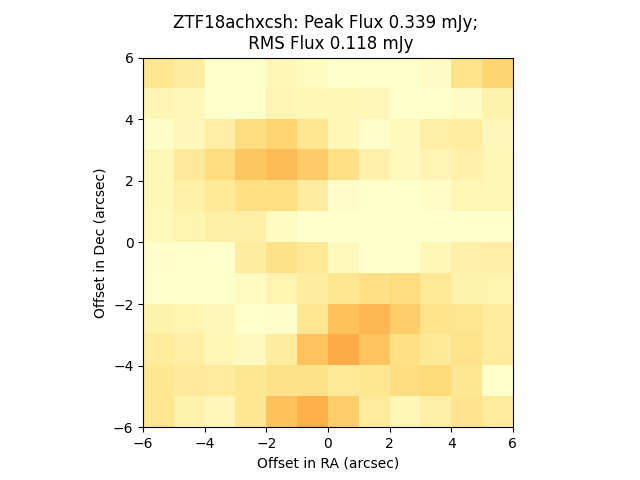 ZTF18achxcsh: Peak Flux 0.339 mJy;
RMS Flux 0.118 mJy
6
4
2
0
−2
−4
−6
Offset in Dec (arcsec)
−6 −4 −2 0 2 4 6
Offset in RA (arcsec)